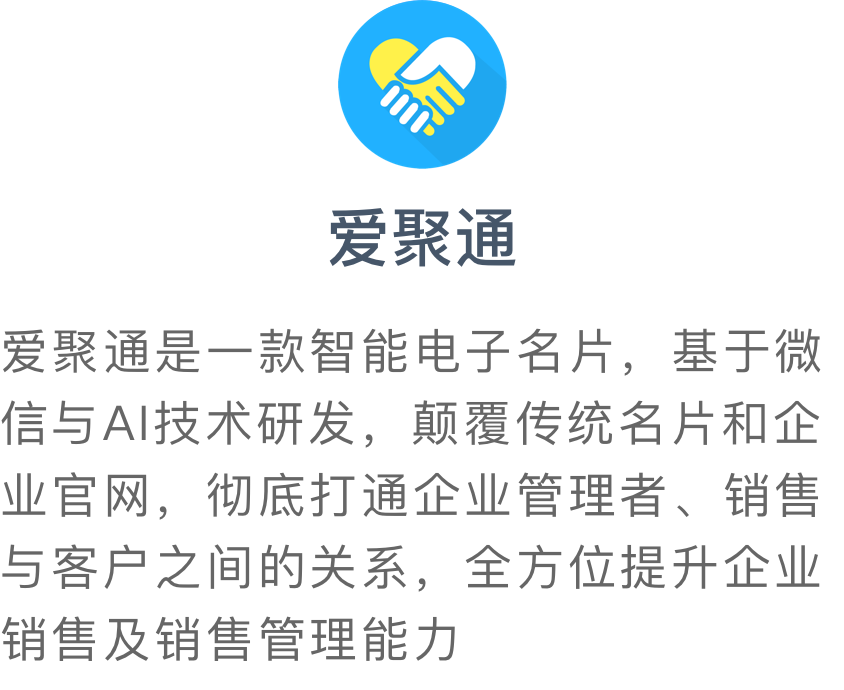 爱聚通
爱聚通是一款智能电子名片，基于微
信与AI技术研发，颠覆传统名片和企
业官网，彻底打通企业管理者、销售
与客户之间的关系，全方位提升企业
销售及销售管理能力